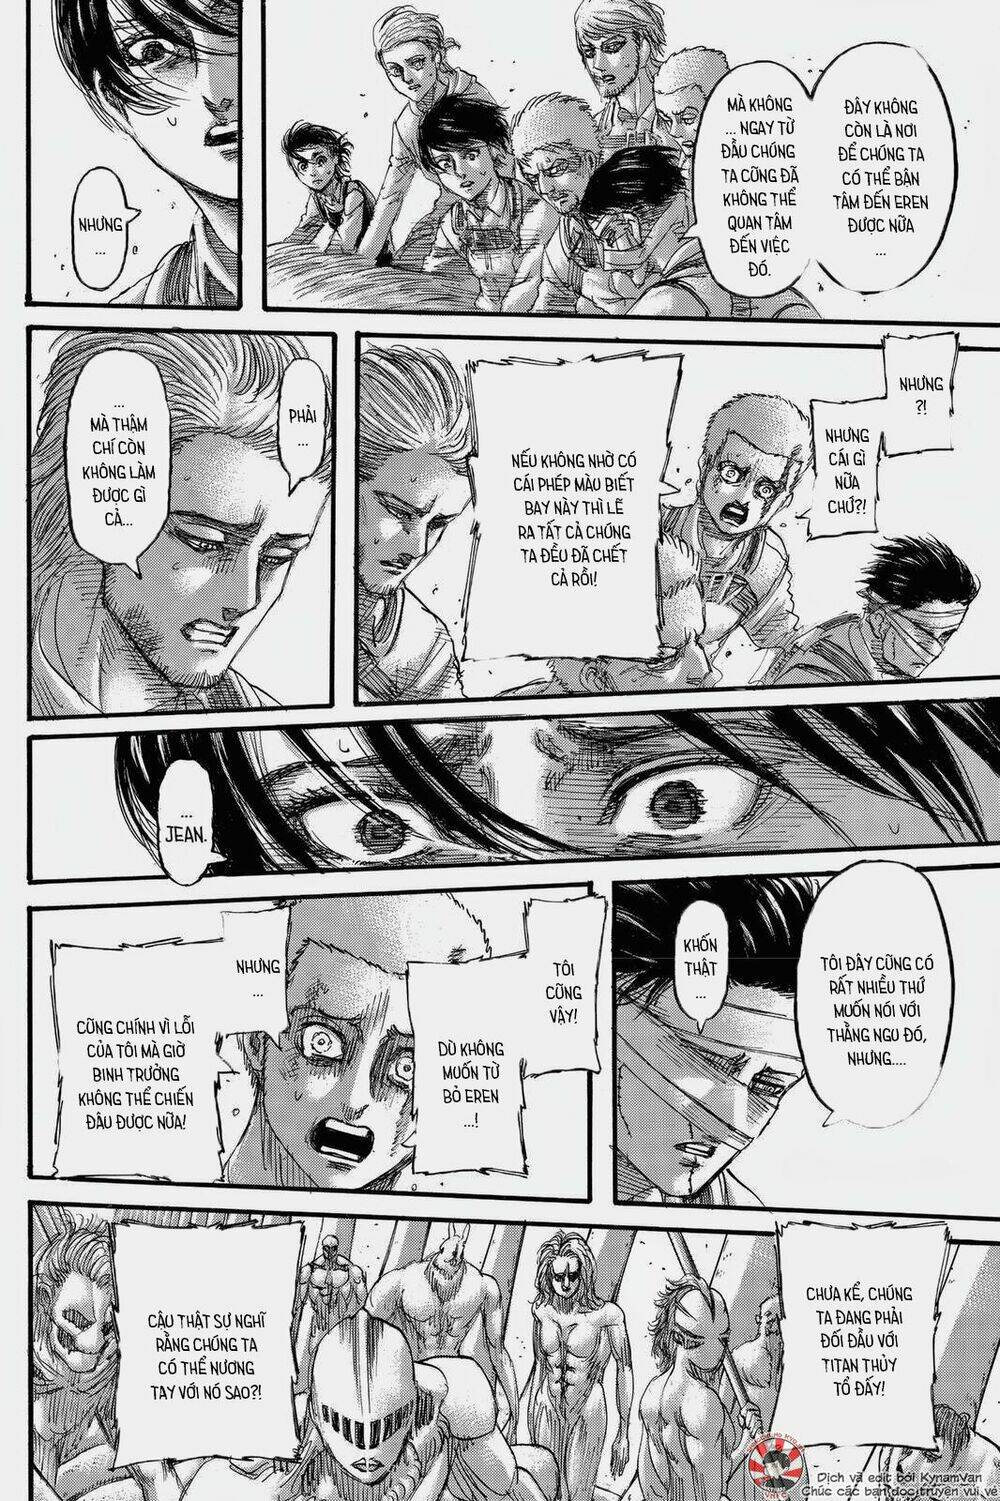 ĐÂY KHÔNG
CÒN LÀ NƠI
ĐỂ CHÚNG TA
CÓ THỂ BẬN
TÂM ĐẾN EREN
ĐƯỢC NỮA
...
MÀ KHÔNG
... NGAY TỪ
ĐẦU CHÚNG
TA CŨNG ĐÃ
KHÔNG THỂ
QUAN TÂM
ĐẾN VIỆC
ĐÓ.
NHƯNG
...
NHƯNG
?!
NHƯNG
CÁI GÌ
NỮA
CHỨ?!
NẾU KHÔNG NHỜ CÓ
CÁI PHÉP MÀU BIẾT
BAY NÀY THÌ LẼ
RA TẤT CẢ CHÚNG
TA ĐỀU ĐÃ CHẾT
CẢ RỒI!
PHẢI
...
...
MÀ THẬM
CHÍ CÒN
KHÔNG LÀM
ĐƯỢC GÌ
CẢ...
...
JEAN.
TÔI ĐÂY CŨNG CÓ
RẤT NHIỀU THỨ
MUỐN NÓI VỚI
THẰNG NGU ĐÓ,
NHƯNG....
KHỐN
THẬT
...
TÔI
CŨNG
VẬY!
DÙ KHÔNG
MUỐN TỪ
BỎ EREN
...!
NHƯNG
...
CŨNG CHÍNH VÌ LỖI
CỦA TÔI MÀ GIỜ
BINH TRƯỞNG
KHÔNG THỂ CHIẾN
ĐẤU ĐƯỢC NỮA!
CHƯA KỂ, CHÚNG
TA ĐANG PHẢI
ĐỐI ĐẦU VỚI
TITAN THỦY
TỔ ĐẤY!
CẬU THẬT SỰ NGHĨ
RẰNG CHÚNG TA
CÓ THỂ NƯƠNG
TAY VỚI NÓ SAO?!
Dịch và edit bởi KynamVan
Chúc các bạn đọc truyện vui vẻ